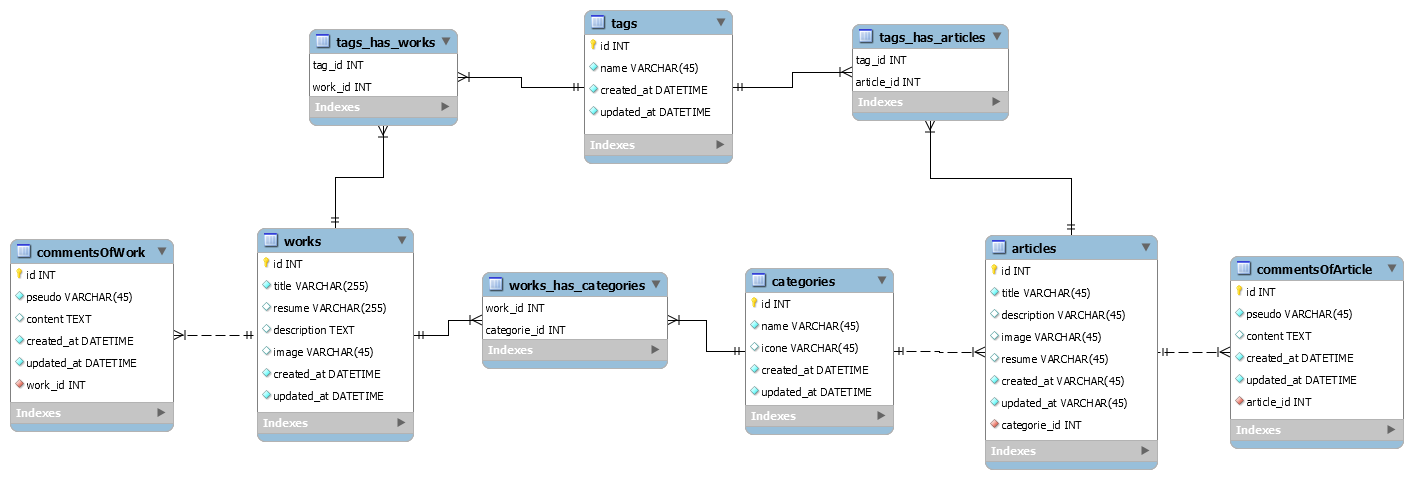 tags_has_works
tag_id INT
work_id INT
Indexes
tags
id INT
name VARCHAR(45)
created_at DATETIME
updated_at DATETIME
Indexes
tags_has_articles
tag_id INT
article_id INT
Indexes
commentsOfWork
id INT
pseudo VARCHAR(45)
content TEXT
created_at DATETIME
updated_at DATETIME
work_id INT
Indexes
works
id INT
title VARCHAR(255)
resume VARCHAR(255)
description TEXT
image VARCHAR(45)
created_at DATETIME
updated_at DATETIME
Indexes
works_has_categories
work_id INT
categorie_id INT
Indexes
categories
id INT
name VARCHAR(45)
icone VARCHAR(45)
created_at DATETIME
updated_at DATETIME
Indexes
articles
id INT
title VARCHAR(45)
description VARCHAR(45)
image VARCHAR(45)
resume VARCHAR(45)
created_at VARCHAR(45)
updated_at VARCHAR(45)
categorie_id INT
Indexes
commentsOfArticle
id INT
pseudo VARCHAR(45)
content TEXT
created_at DATETIME
updated_at DATETIME
article_id INT
Indexes